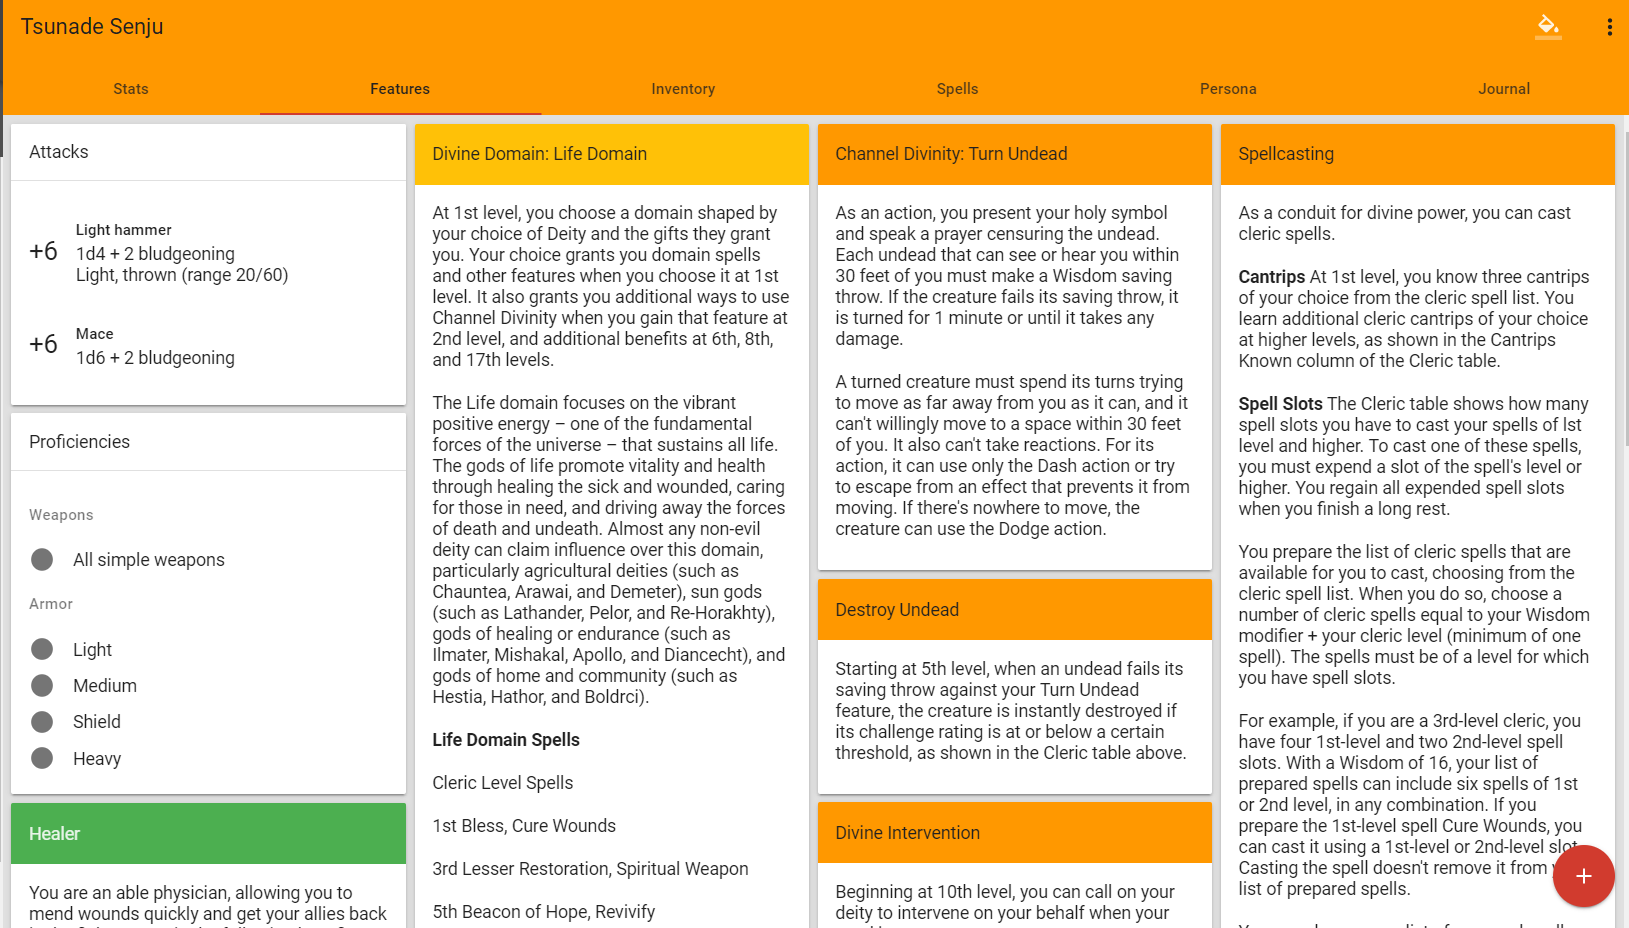 Tsunade Senju
Stats
Features
Inventory
Spells
Persona
Journal
Attacks
+6
Light hammer
1d4 + 2 bludgeoning
Light, thrown (range 20/60)
+6
Mace
1d6 + 2 bludgeoning
Proficiencies
Weapons
All simple weapons
Armor
Light
Medium
Shield
Heavy
Healer
You are an able physician, allowing you to
mend wounds quickly and get your allies back
Divine Domain: Life Domain
At 1st level, you choose a domain shaped by
your choice of Deity and the gifts they grant
you. Your choice grants you domain spells
and other features when you choose it at 1st
level. It also grants you additional ways to use
Channel Divinity when you gain that feature at
2nd level, and additional benefits at 6th, 8th,
and 17th levels.
The Life domain focuses on the vibrant
positive energy – one of the fundamental
forces of the universe – that sustains all life.
The gods of life promote vitality and health
through healing the sick and wounded, caring
for those in need, and driving away the forces
of death and undeath. Almost any non-evil
deity can claim influence over this domain,
particularly agricultural deities (such as
Chauntea, Arawai, and Demeter), sun gods
(such as Lathander, Pelor, and Re-Horakhty),
gods of healing or endurance (such as
Ilmater, Mishakal, Apollo, and Diancecht), and
gods of home and community (such as
Hestia, Hathor, and Boldrci).
Life Domain Spells
Cleric Level Spells
1st Bless, Cure Wounds
3rd Lesser Restoration, Spiritual Weapon
5th Beacon of Hope, Revivify
Channel Divinity: Turn Undead
As an action, you present your holy symbol
and speak a prayer censuring the undead.
Each undead that can see or hear you within
30 feet of you must make a Wisdom saving
throw. If the creature fails its saving throw, it
is turned for 1 minute or until it takes any
damage.
A turned creature must spend its turns trying
to move as far away from you as it can, and it
can't willingly move to a space within 30 feet
of you. It also can't take reactions. For its
action, it can use only the Dash action or try
to escape from an effect that prevents it from
moving. If there's nowhere to move, the
creature can use the Dodge action.
Destroy Undead
Starting at 5th level, when an undead fails its
saving throw against your Turn Undead
feature, the creature is instantly destroyed if
its challenge rating is at or below a certain
threshold, as shown in the Cleric table above.
Divine Intervention
Beginning at 10th level, you can call on your
deity to intervene on your behalf when your
Spellcasting
As a conduit for divine power, you can cast
cleric spells.
Cantrips At 1st level, you know three cantrips
of your choice from the cleric spell list. You
learn additional cleric cantrips of your choice
at higher levels, as shown in the Cantrips
Known column of the Cleric table.
Spell Slots The Cleric table shows how many
spell slots you have to cast your spells of lst
level and higher. To cast one of these spells,
you must expend a slot of the spell's level or
higher. You regain all expended spell slots
when you finish a long rest.
You prepare the list of cleric spells that are
available for you to cast, choosing from the
cleric spell list. When you do so, choose a
number of cleric spells equal to your Wisdom
modifier + your cleric level (minimum of one
spell). The spells must be of a level for which
you have spell slots.
For example, if you are a 3rd-level cleric, you
have four 1st-level and two 2nd-level spell
slots. With a Wisdom of 16, your list of
prepared spells can include six spells of 1st
or 2nd level, in any combination. If you
prepare the 1st-level spell Cure Wounds, you
can cast it using a 1st-level or 2nd-level slot.
Casting the spell doesn't remove it from
list of prepared spells.